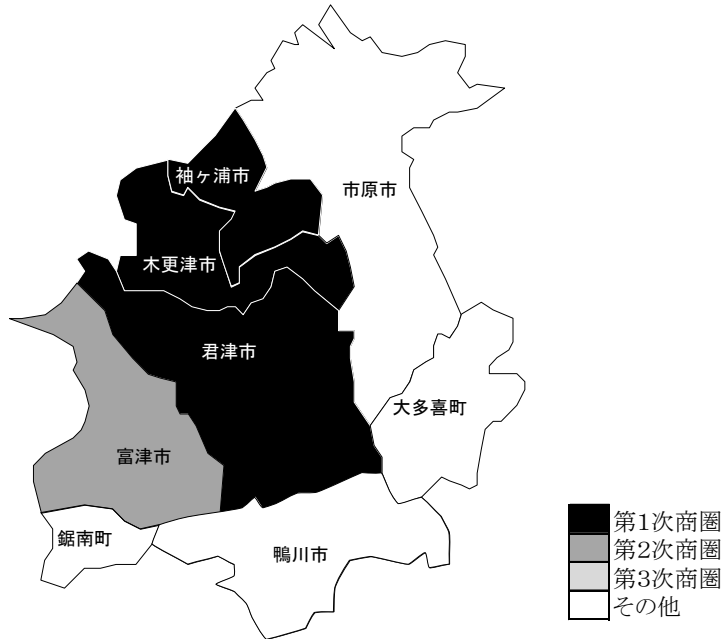 袖ヶ浦市
市原市
木更津市
君津市
大多喜町
富津市
鋸南町
鴨川市
第1次商圏
第2次商圏
第3次商圏
その他